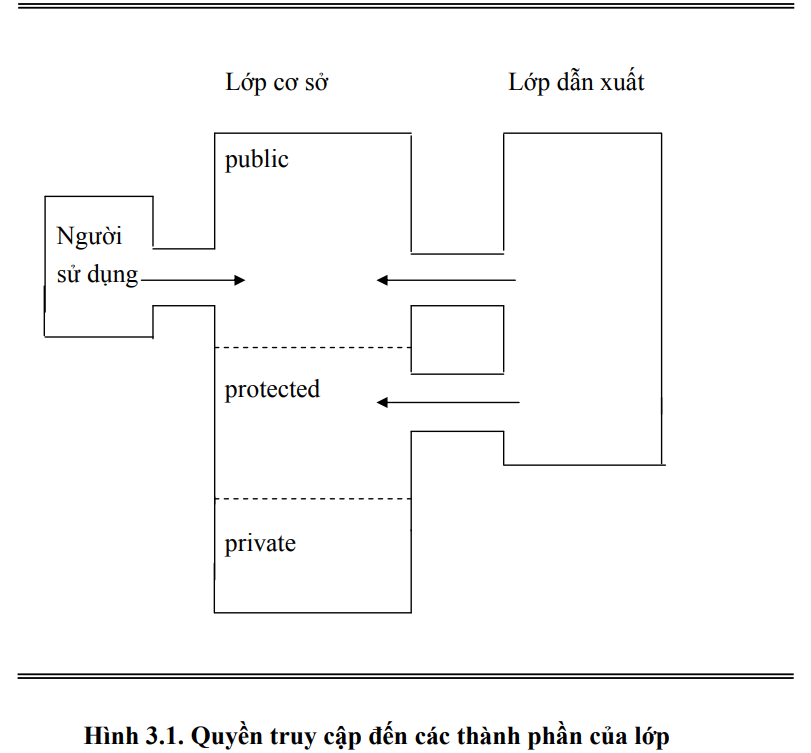 Lớp cơ sở
Lớp dẫn xuất
public
Người
sử dụng
protected
private
Hình 3.1. Quyền truy cập đến các thành phần của lớp